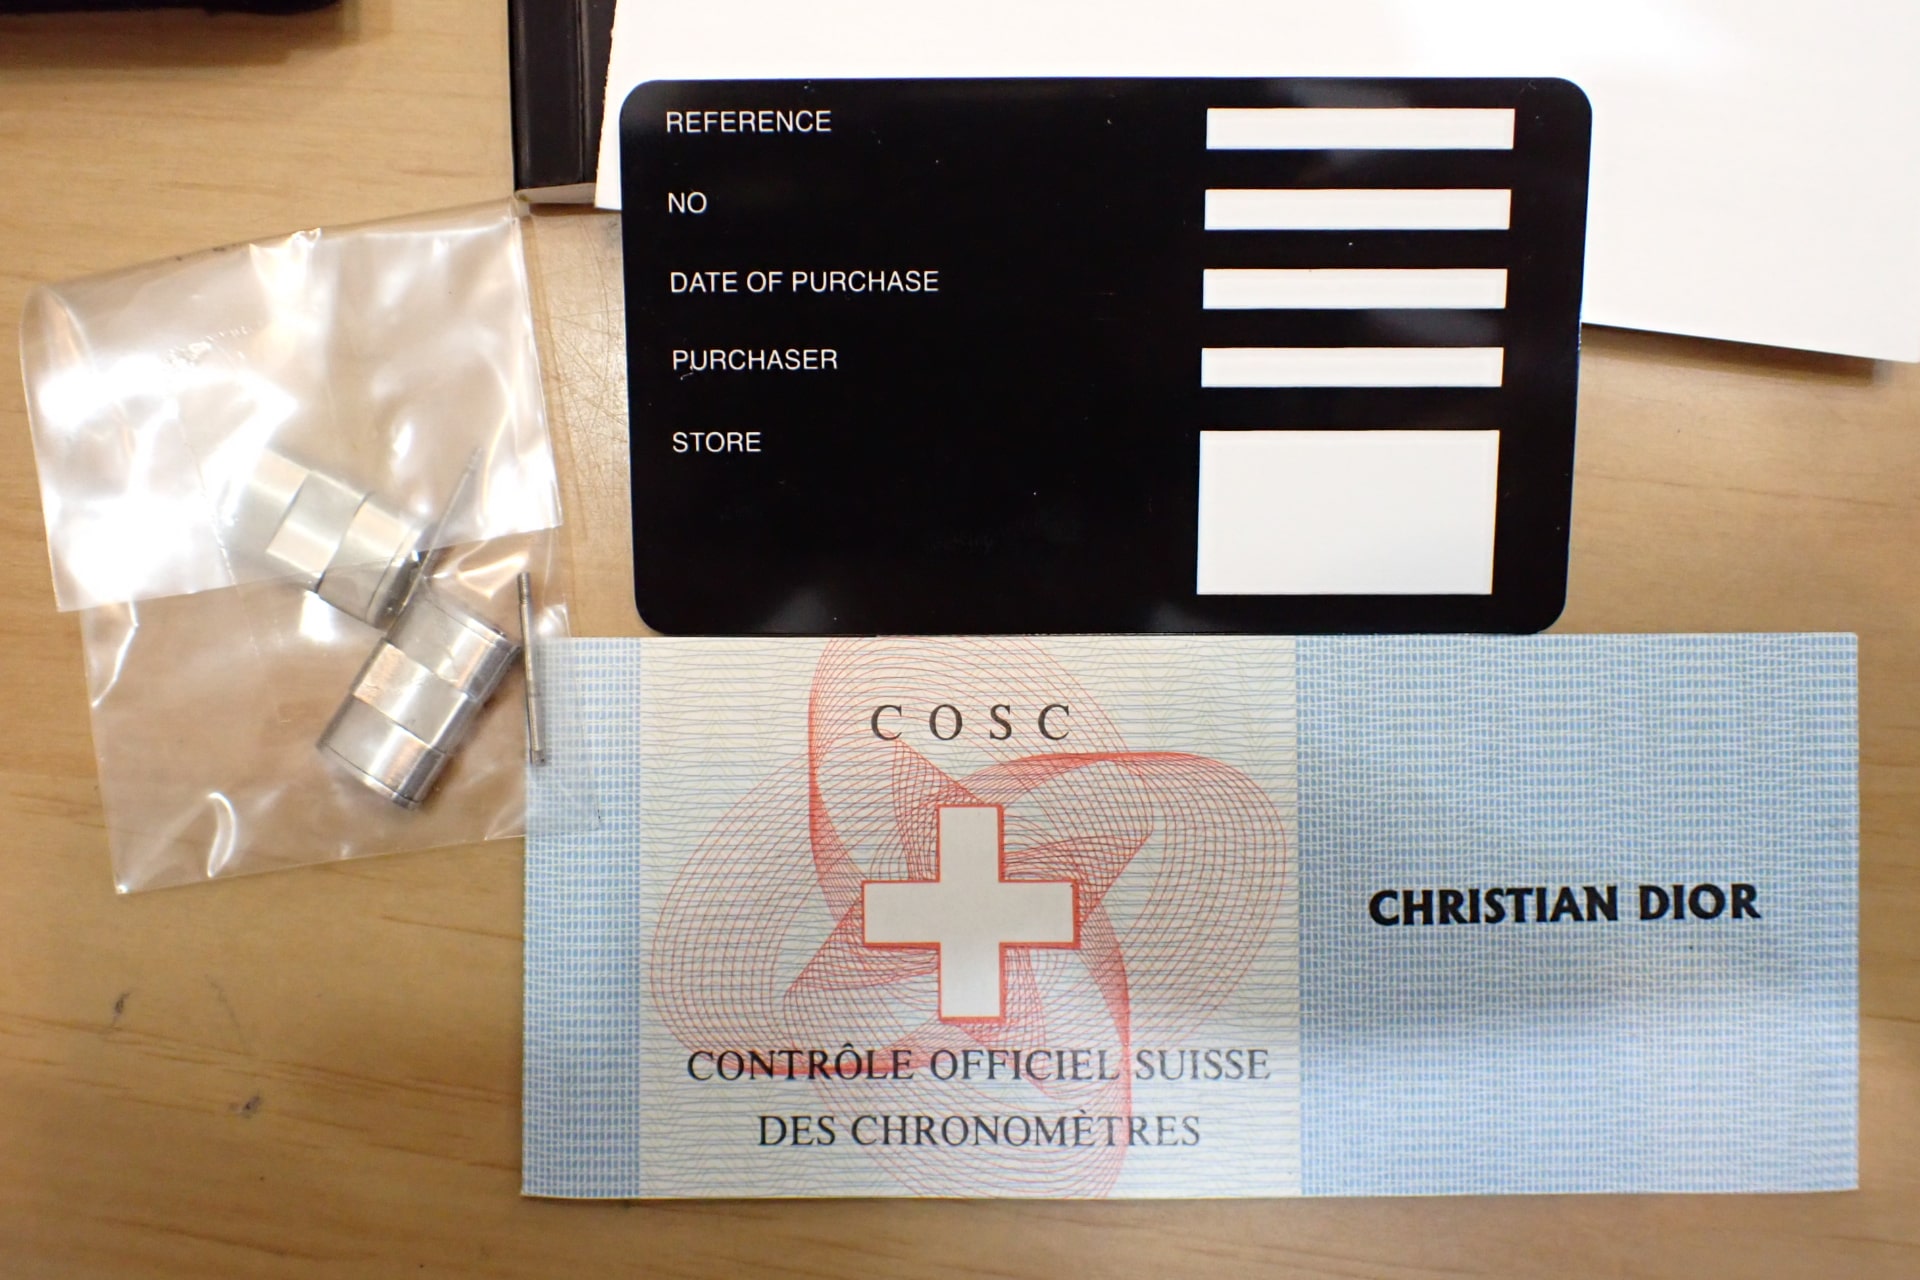 REFERENCE
NO
DATE OF PURCHASE
PURCHASER
STORE
COSC
CONTRÔLE OFFICIEL SUISSE
DES CHRONOMÈTRES
CHRISTIAN DIOR